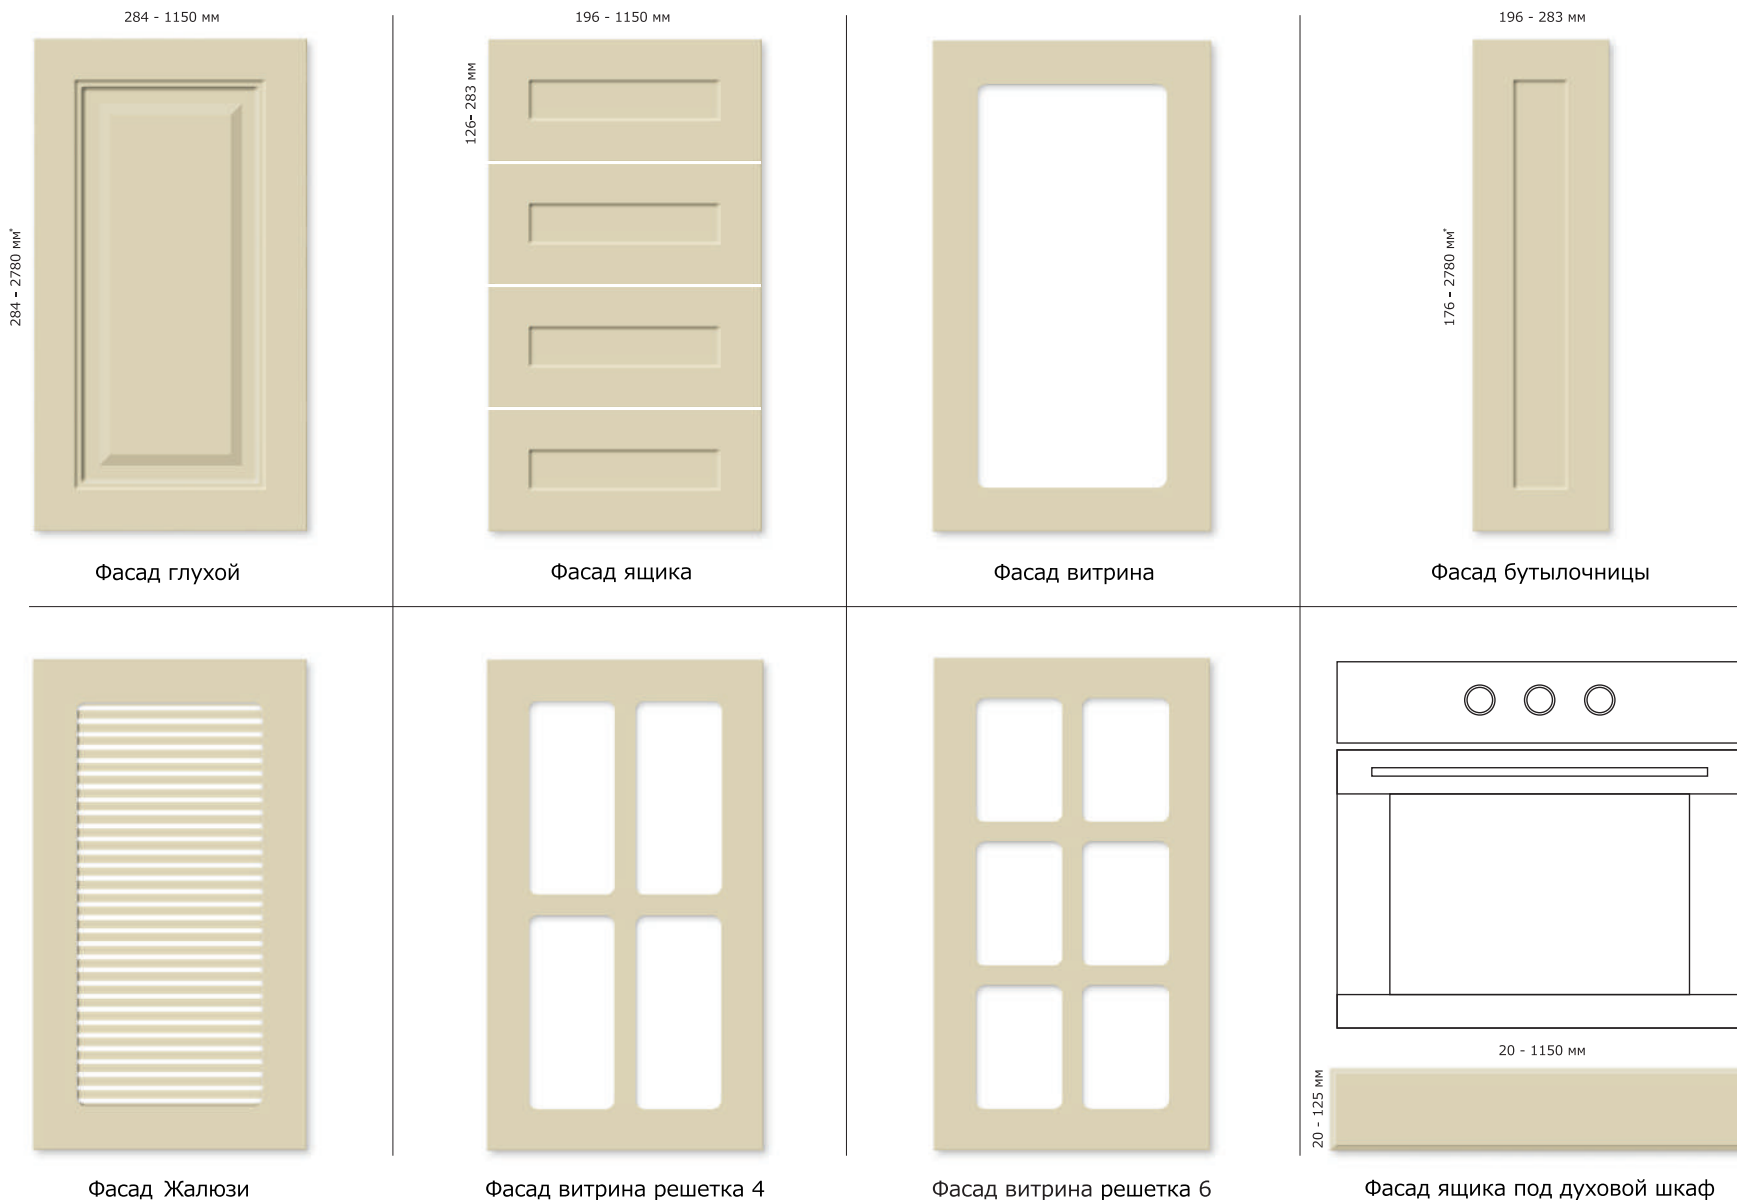 284 - 1150 мм
196 - 1150 мм
196 - 283 мм
284 - 2780 мм*
126- 283 мм
176 - 2780 мм*
Фасад глухой
Фасад ящика
Фасад витрина
Фасад бутылочницы
20 - 1150 мм
20 - 125 мм
Фасад Жалюзи
Фасад витрина решетка 4
Фасад витрина решетка 6
Фасад ящика под духовой шкаф